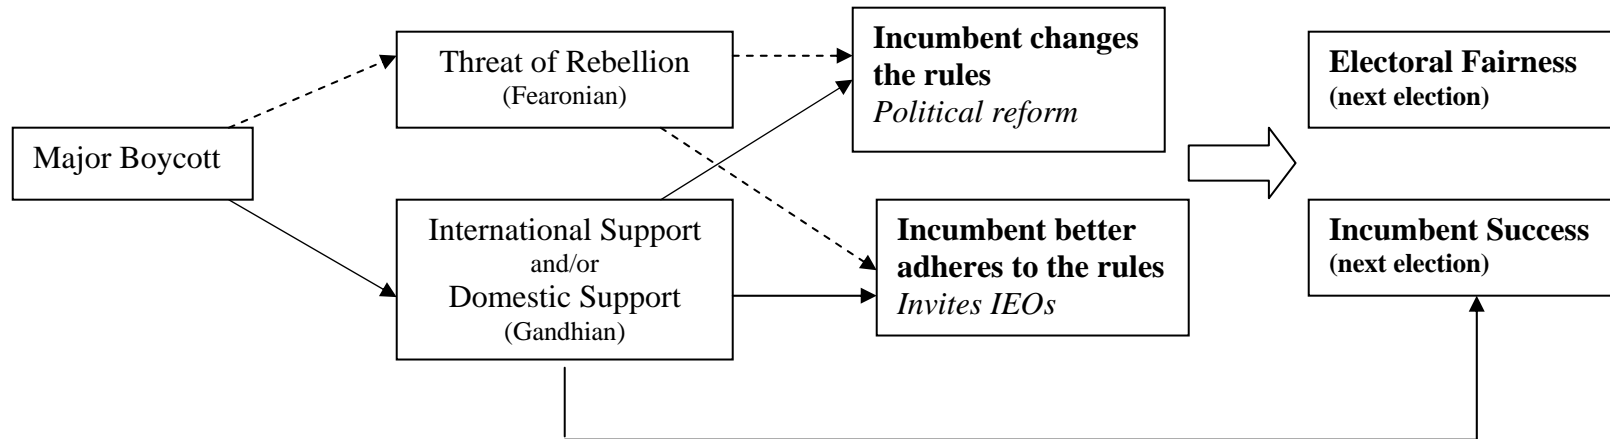 Major Boycott
Threat of Rebellion
(Fearonian)
International Support
and/or
Domestic Support
(Gandhian)
Incumbent changes
the rules
Political reform
Incumbent better
adheres to the rules
Invites IEOs
Electoral Fairness
(next election)
Incumbent Success
(next election)